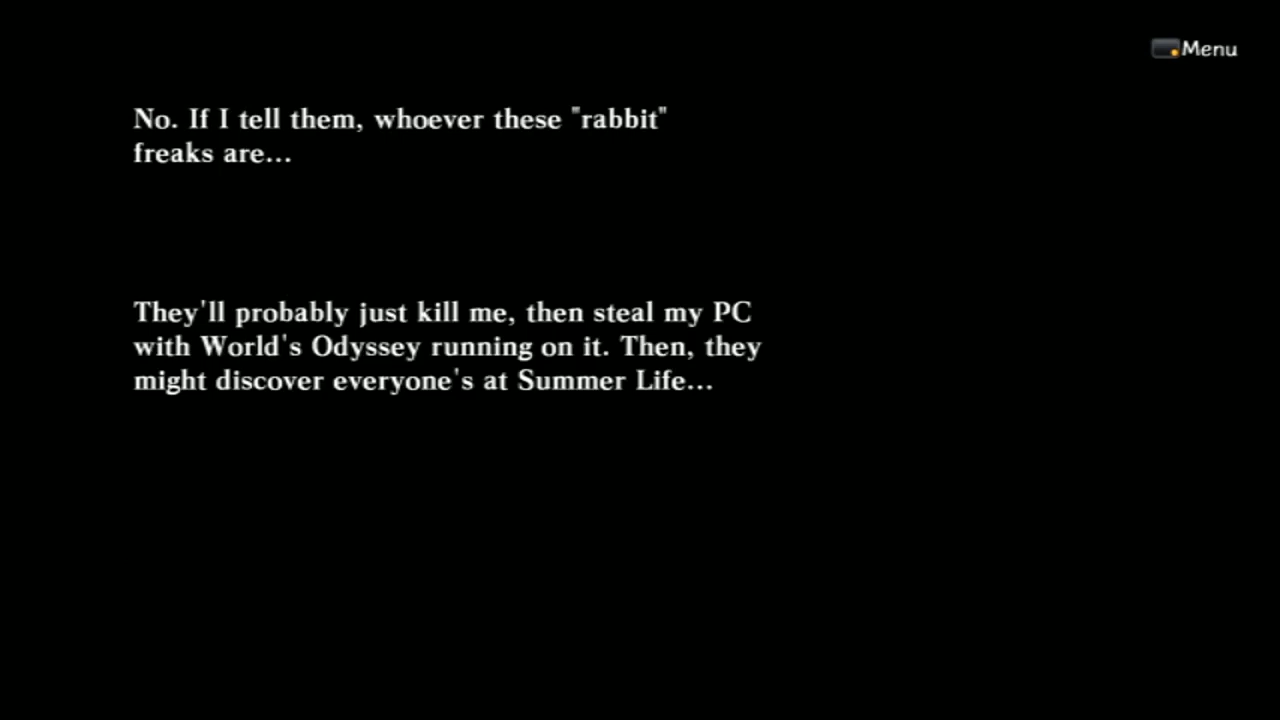 Menu
No. If I tell them, whoever these "rabbit"
freaks are...
They'll probably just kill me, then steal my PC
with World's Odyssey running on it. Then, they
might discover everyone's at Summer Life...